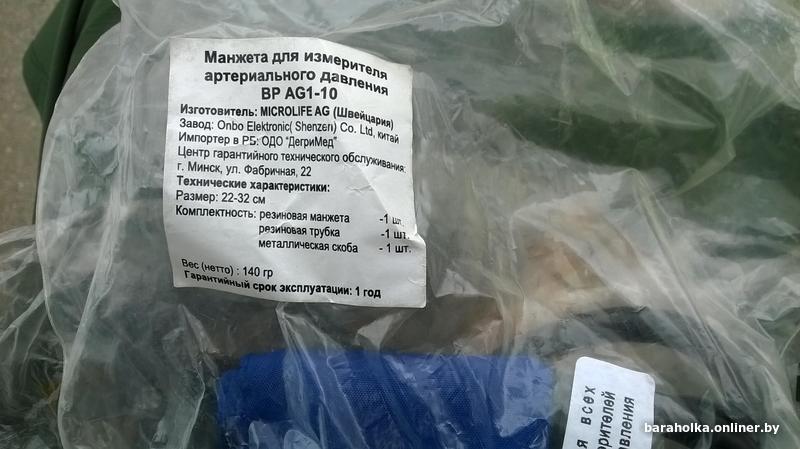 Манжета для измерителя
артериального давления
BP AG1-10
Изготовитель: MICROLIFE AG (Швейцария)
Завод: Onbo Elektronic( Shenzen) Co. Ltd, китай
Импортер в РБ: ОДО "ДегриМед"
Центр гарантийного технического обслуживания:
г. Минск, ул. Фабричная, 22
Технические характеристики:
Размер: 22-32 см
Комплектность: резиновая манжета -1 шт.
резиновая трубка -1 шт.
металлическая скоба - 1 шт.
Вес (нетто) : 140 гр
Гарантийный срок эксплуатации: 1 год
я всех
ерителей
авления
baraholka.onliner.by